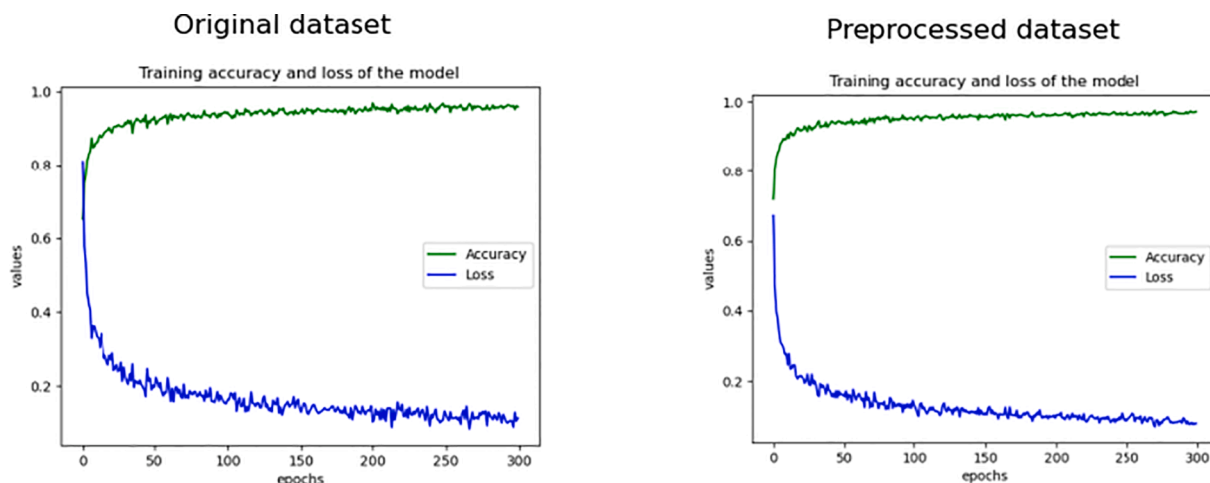 Original dataset
Training accuracy and loss of the model
1.0
0.8
0.6
0.4
0.2
values
Accuracy
Loss
0 50 100 150 200 250 300
epochs
Preprocessed dataset
Training accuracy and loss of the model
1.0
0.8
0.6
0.4
0.2
values
Accuracy
Loss
0 50 100 150 200 250 300
epochs